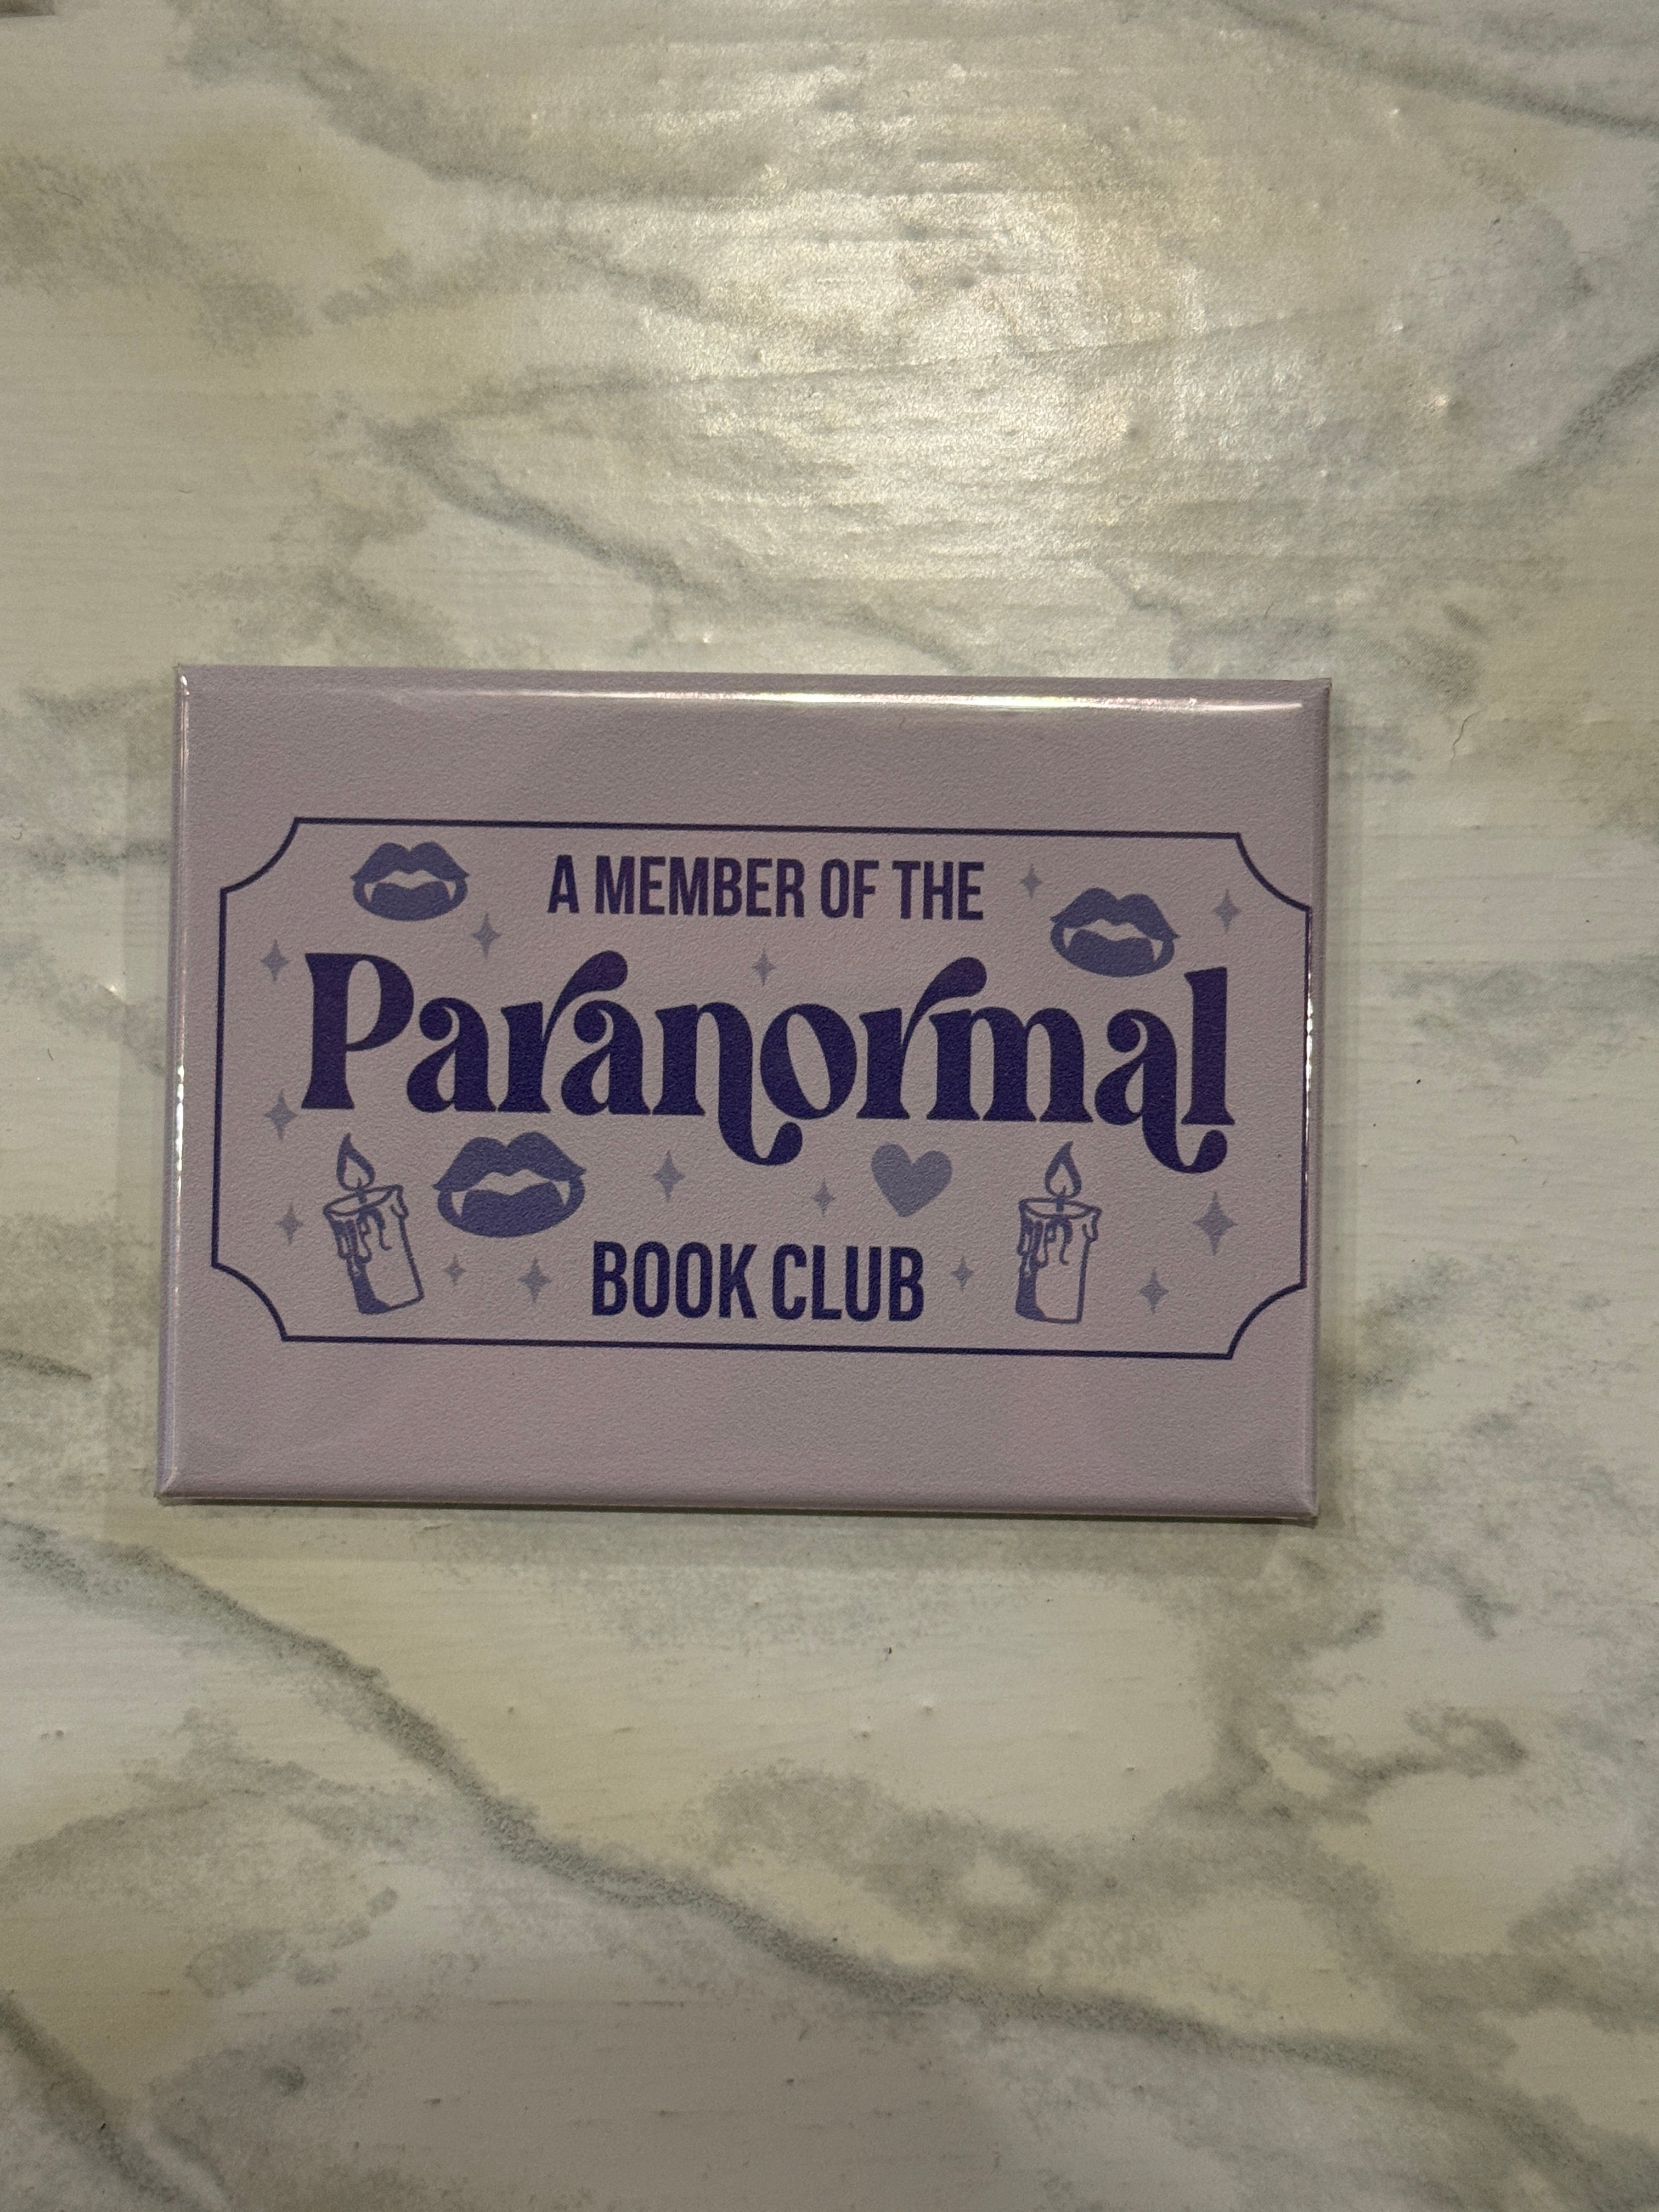 A MEMBER OF THE
Paranormal
BOOK CLUB